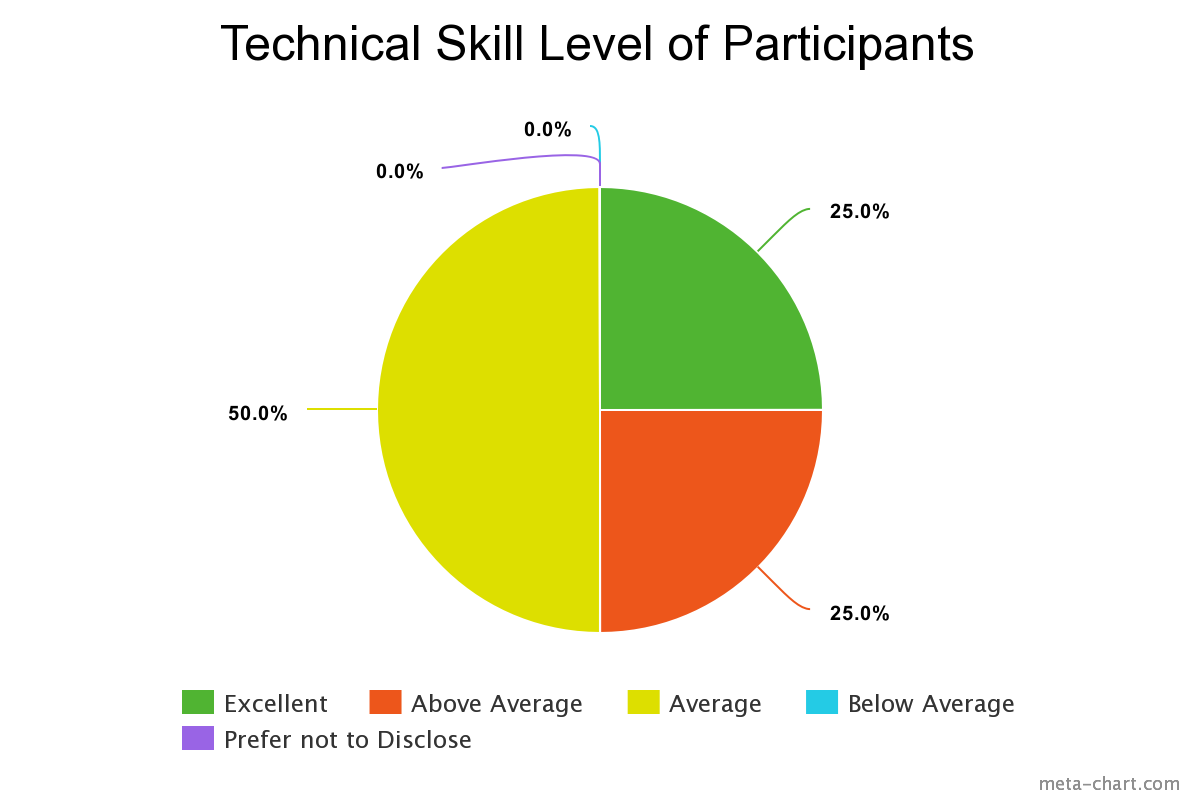 Technical Skill Level of Participants
0.0%
0.0%
25.0%
50.0%
25.0%
Excellent Above Average Average Below Average
Prefer not to Disclose
meta-chart.com